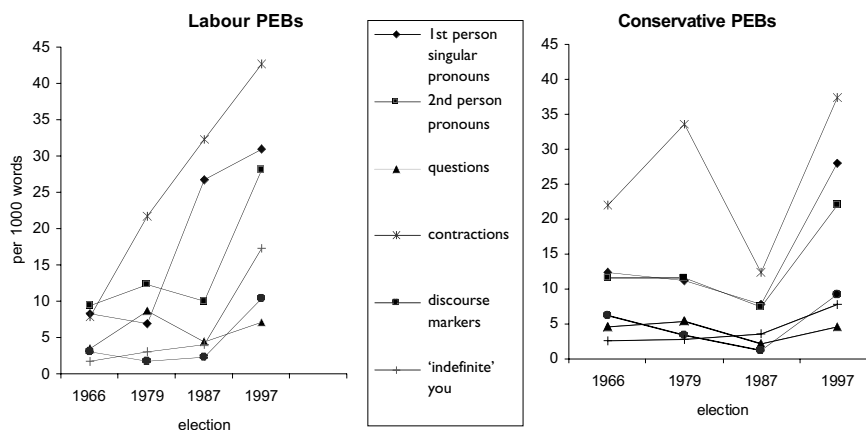 Labour PEBs
45
40
35
30
25
20
15
10
5
0
per 1000 words
1966 1979 1987 1997
election
1st person
singular
pronouns
2nd person
pronouns
questions
contractions
discourse
markers
'indefinite'
you
Conservative PEBs
45
40
35
30
25
20
15
10
5
0
1966 1979 1987 1997
election